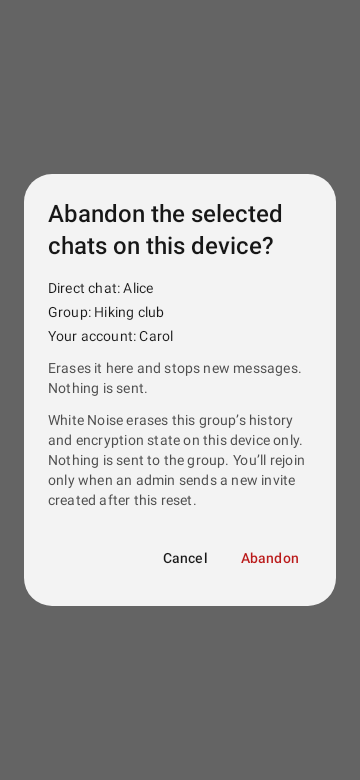 Abandon the selected
chats on this device?
Direct chat: Alice
Group: Hiking club
Your account: Carol
Erases it here and stops new messages.
Nothing is sent.
White Noise erases this group’s history
and encryption state on this device only.
Nothing is sent to the group. You’ll rejoin
only when an admin sends a new invite
created after this reset.
Cancel
Abandon